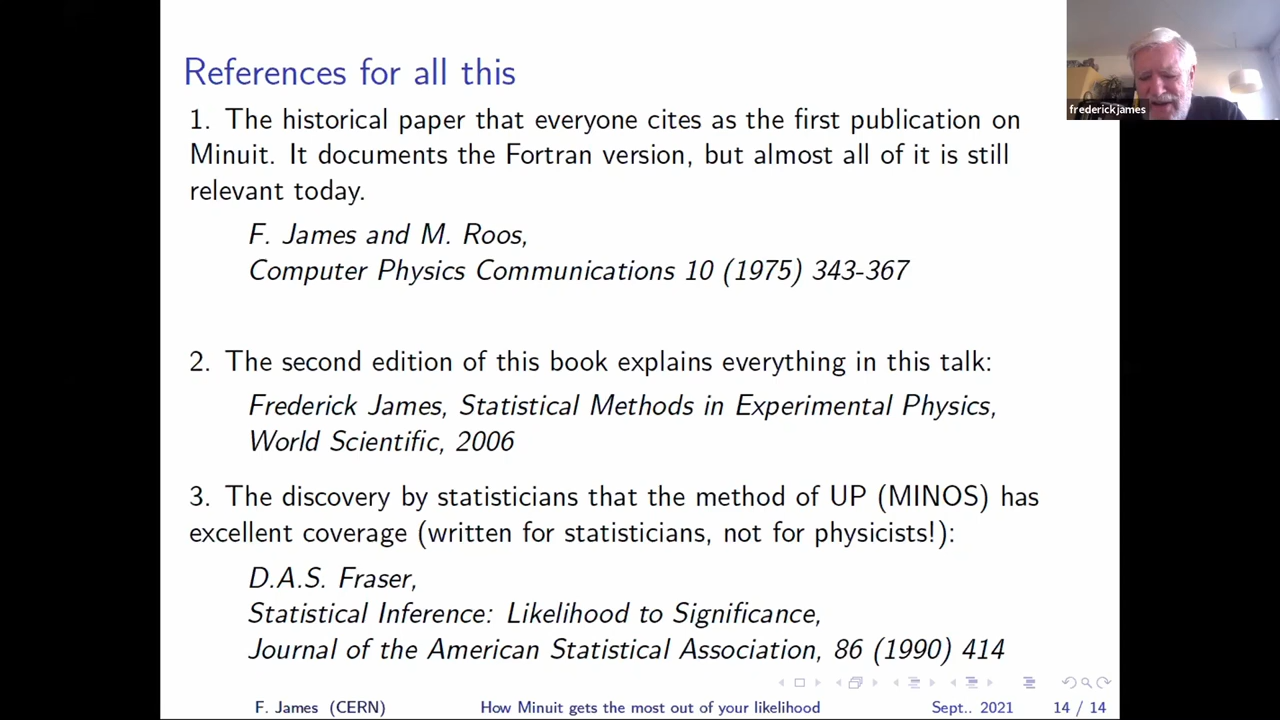 References for all this
frederick james
1. The historical paper that everyone cites as the first publication on
Minuit. It documents the Fortran version, but almost all of it is still
relevant today.
F. James and M. Roos,
Computer Physics Communications 10 (1975) 343-367
2. The second edition of this book explains everything in this talk:
Frederick James, Statistical Methods in Experimental Physics,
World Scientific, 2006
3. The discovery by statisticians that the method of UP (MINOS) has
excellent coverage (written for statisticians, not for physicists!):
D.A.S. Fraser,
Statistical Inference: Likelihood to Significance,
Journal of the American Statistical Association, 86 (1990) 414
F. James (CERN) How Minuit gets the most out of your likelihood Sept.. 2021 14 / 14